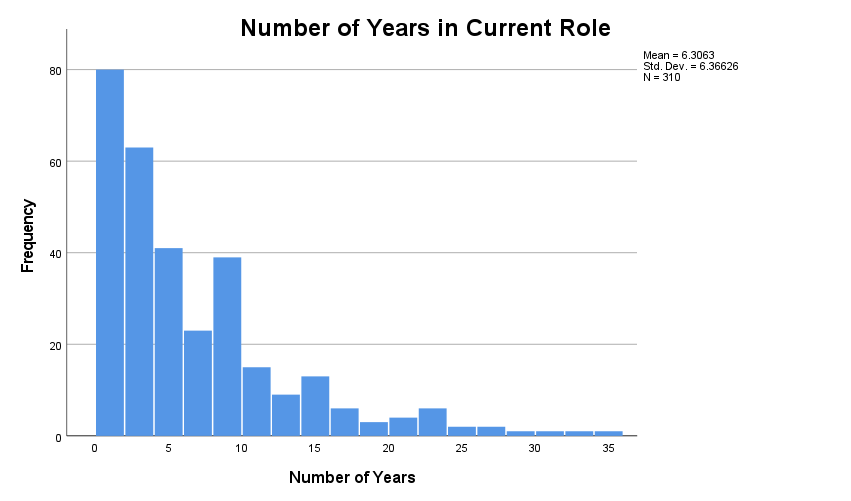 Number of Years in Current Role
Mean = 6.3063
Std. Dev. = 6.36626
N = 310
80
60
40
20
0
Frequency
0 5 10 15 20 25 30 35
Number of Years